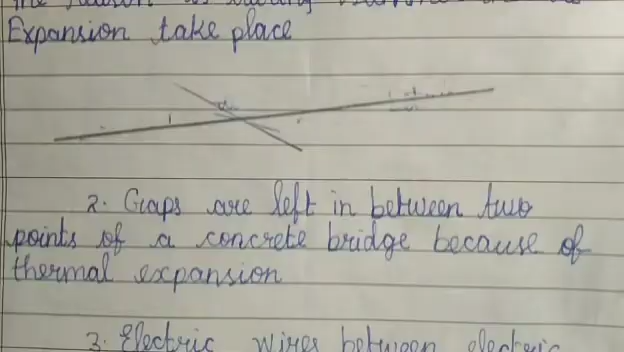 Expansion take place
2. Gaps are left in between two
points of a concrete bridge because of
thermal expansion
3. Electric wires between electric